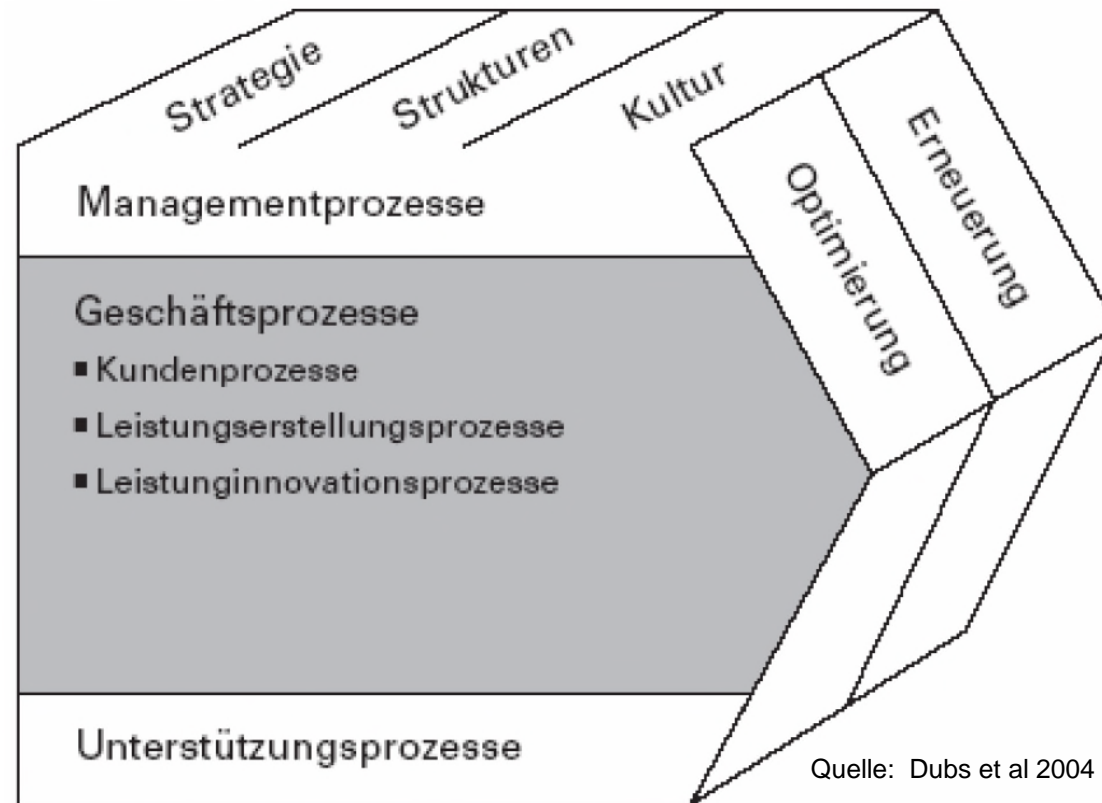 Strategie
Strukturen
Kultur
Optimierung
Erneuerung
Managementprozesse
Geschäftsprozesse
▪ Kundenprozesse
▪ Leistungserstellungsprozesse
▪ Leistunginnovationsprozesse
Unterstützungsprozesse
Quelle: Dubs et al 2004